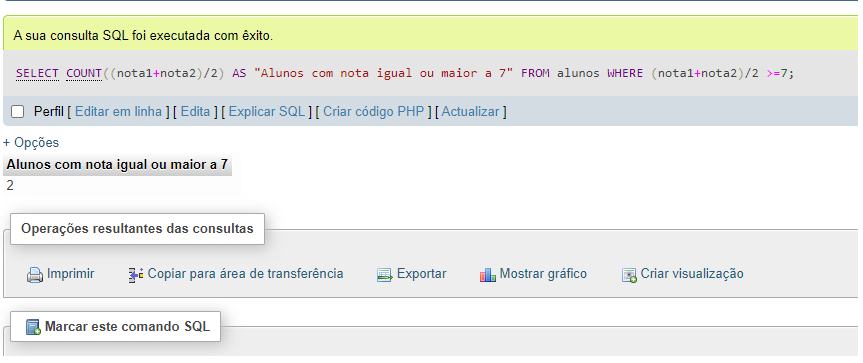 A sua consulta SQL foi executada com êxito.
SELECT COUNT((nota1+nota2)/2) AS "Alunos com nota igual ou maior a 7" FROM alunos WHERE (nota1+nota2)/2 >=7;
Perfil [ Editar em linha ] [ Edita ] [ Explicar SQL ] [ Criar código PHP ] [ Actualizar ]
+ Opções
Alunos com nota igual ou maior a 7
2
Operações resultantes das consultas
Imprimir Copiar para área de transferência Exportar Mostrar gráfico Criar visualização
Marcar este comando SQL